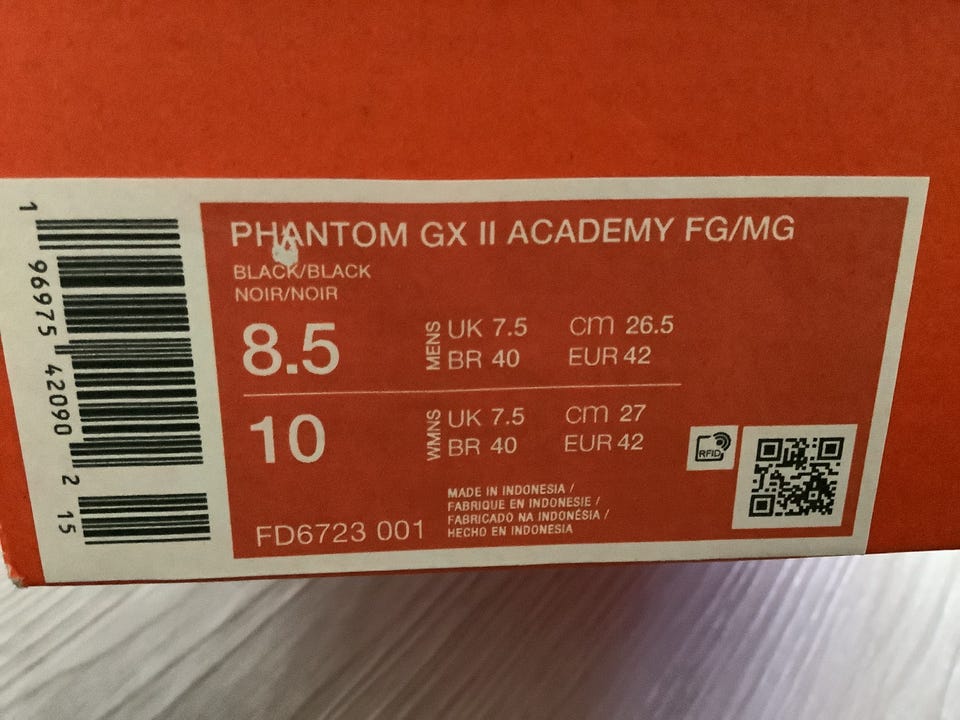 PHANTOM GX II ACADEMY FG/MG
BLACK/BLACK
NOIR/NOIR
8.5 MENS UK 7.5 cm 26.5
BR 40 EUR 42
10 WMNS UK 7.5 cm 27
BR 40 EUR 42
RFID
MADE IN INDONESIA /
FABRIQUE EN INDONESIE /
FABRICADO NA INDONÉSIA /
HECHO EN INDONESIA
FD6723 001
1 96975 42090 2 15